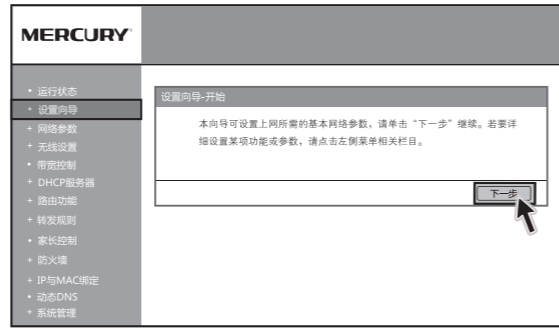 MERCURY
• 运行状态
• 设置向导
+ 网络参数
+ 无线设置
• 带宽控制
+ DHCP服务器
+ 路由功能
+ 转发规则
• 家长控制
+ 防火墙
+ IP与MAC绑定
• 动态DNS
+ 系统管理
设置向导-开始
本向导可设置上网所需的基本网络参数，请单击“下一步”继续。若要详
细设置某项功能或参数，请点击左侧菜单相关栏目。
下一步